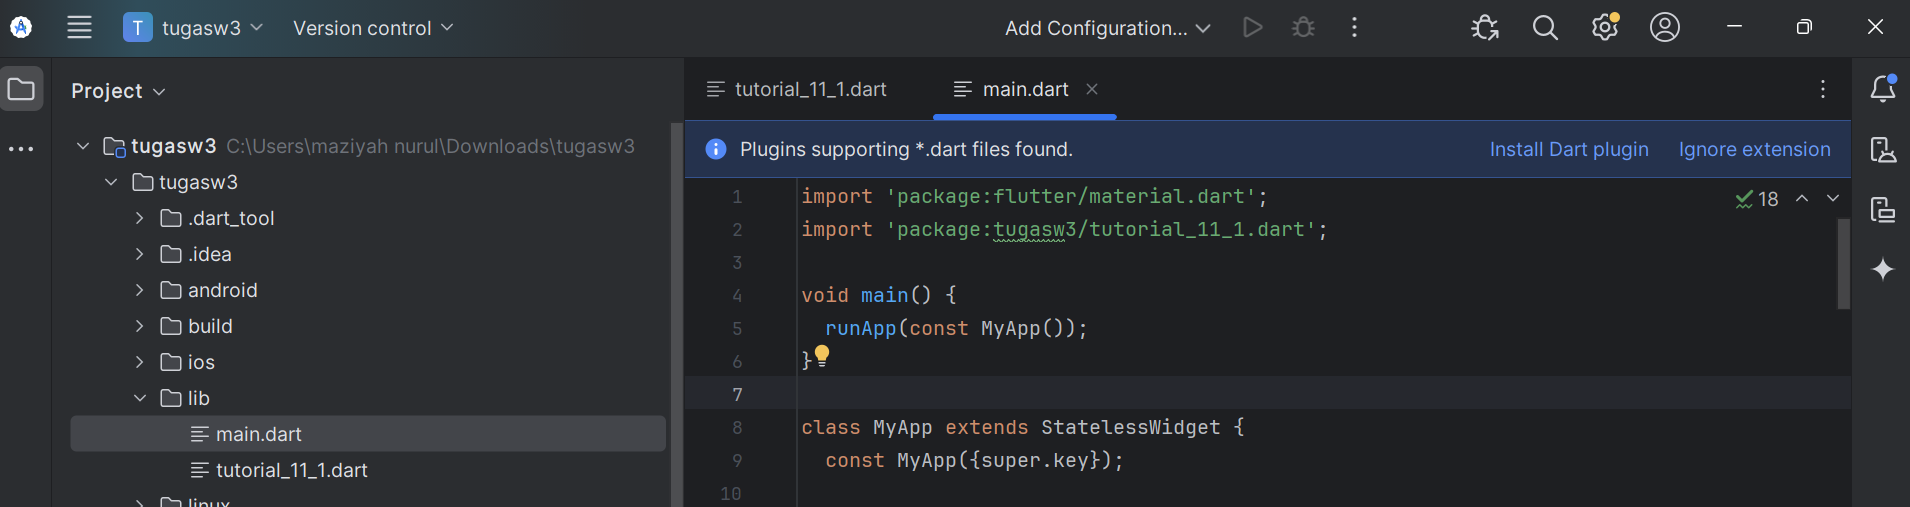 T tugasw3 Version control Add Configuration...
Project
tugasw3 C:\Users\maziyah nurul\Downloads\tugasw3
tugasw3
.dart_tool
.idea
android
build
ios
lib
main.dart
tutorial_11_1.dart
linux
tutorial_11_1.dart main.dart
Plugins supporting *.dart files found. Install Dart plugin Ignore extension
1 import 'package:flutter/material.dart'; 18
2 import 'package:tugasw3/tutorial_11_1.dart';
3
4 void main() {
5 runApp(const MyApp());
6 }
7
8 class MyApp extends StatelessWidget {
9 const MyApp({super.key});
10